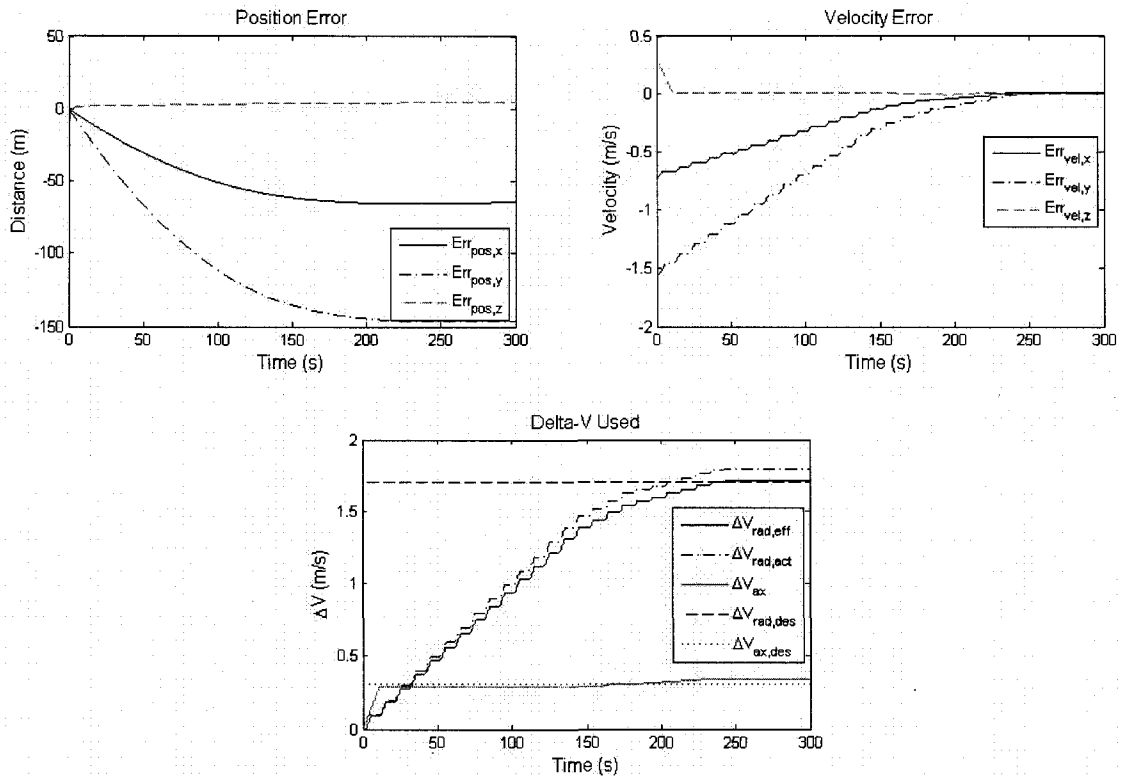 Position Error
50
0
-50
-100
-150
Distance (m)
0 50 100 150 200 250 300
Time (s)
Err_pos,x
Err_pos,y
Err_pos,z
Velocity Error
0.5
0
-0.5
-1
-1.5
-2
Velocity (m/s)
0 50 100 150 200 250 300
Time (s)
Err_vel,x
Err_vel,y
Err_vel,z
Delta-V Used
2
1.5
1
0.5
0
ΔV (m/s)
0 50 100 150 200 250 300
Time (s)
ΔV_rad,eff
ΔV_rad,act
ΔV_ax
ΔV_rad,des
ΔV_ax,des